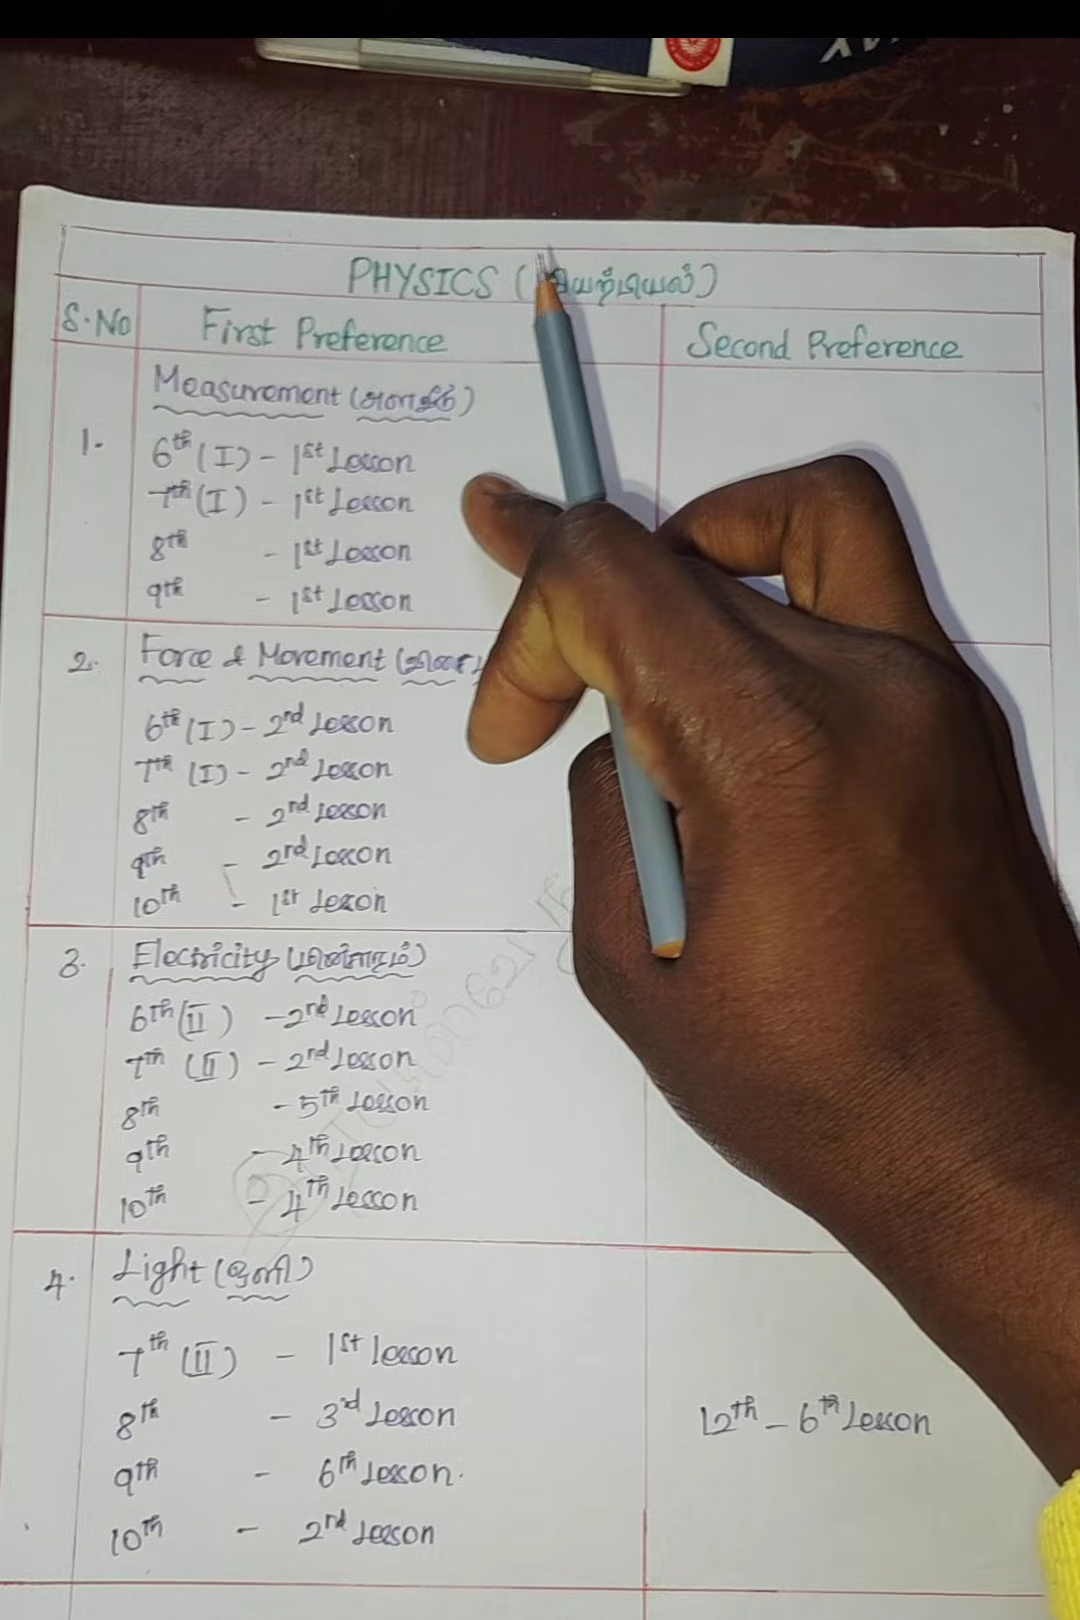 PHYSICS (இயற்பியல்)
S.No First Preference Second Preference
Measurement (அளவீடு)
1.
6th (I) - 1st Lesson
7th (I) - 1st Lesson
8th - 1st Lesson
9th - 1st Lesson
2. Force & Movement
6th (I) - 2nd Lesson
7th (I) - 2nd Lesson
8th - 2nd Lesson
9th - 2nd Lesson
10th - 1st Lesson
3. Electricity (மின்சாரம்)
6th (II) - 2nd Lesson
7th (II) - 2nd Lesson
8th - 5th Lesson
9th - 4th Lesson
10th - 4th Lesson
4. Light (ஒளி)
7th (II) - 1st Lesson
8th - 3rd Lesson 12th - 6th Lesson
9th - 6th Lesson.
10th - 2nd Lesson